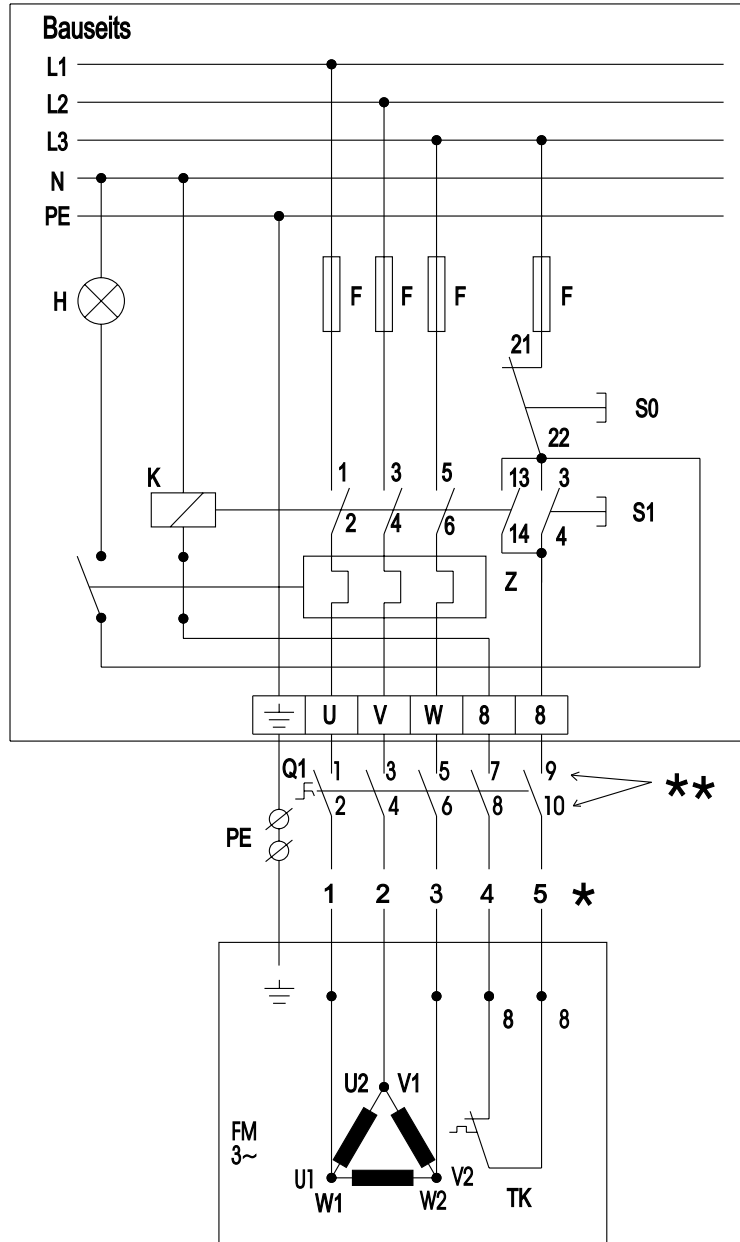 Bauseits
L1
L2
L3
N
PE
H F F F F
21
S0
22
K 1 3 5 13 3
S1
2 4 6 14 4
Z
U V W 8 8
Q1 1 3 5 7 9
**
2 4 6 8 10
PE
1 2 3 4 5 *
8 8
U2 V1
FM
3~
U1 V2
W1 W2 TK